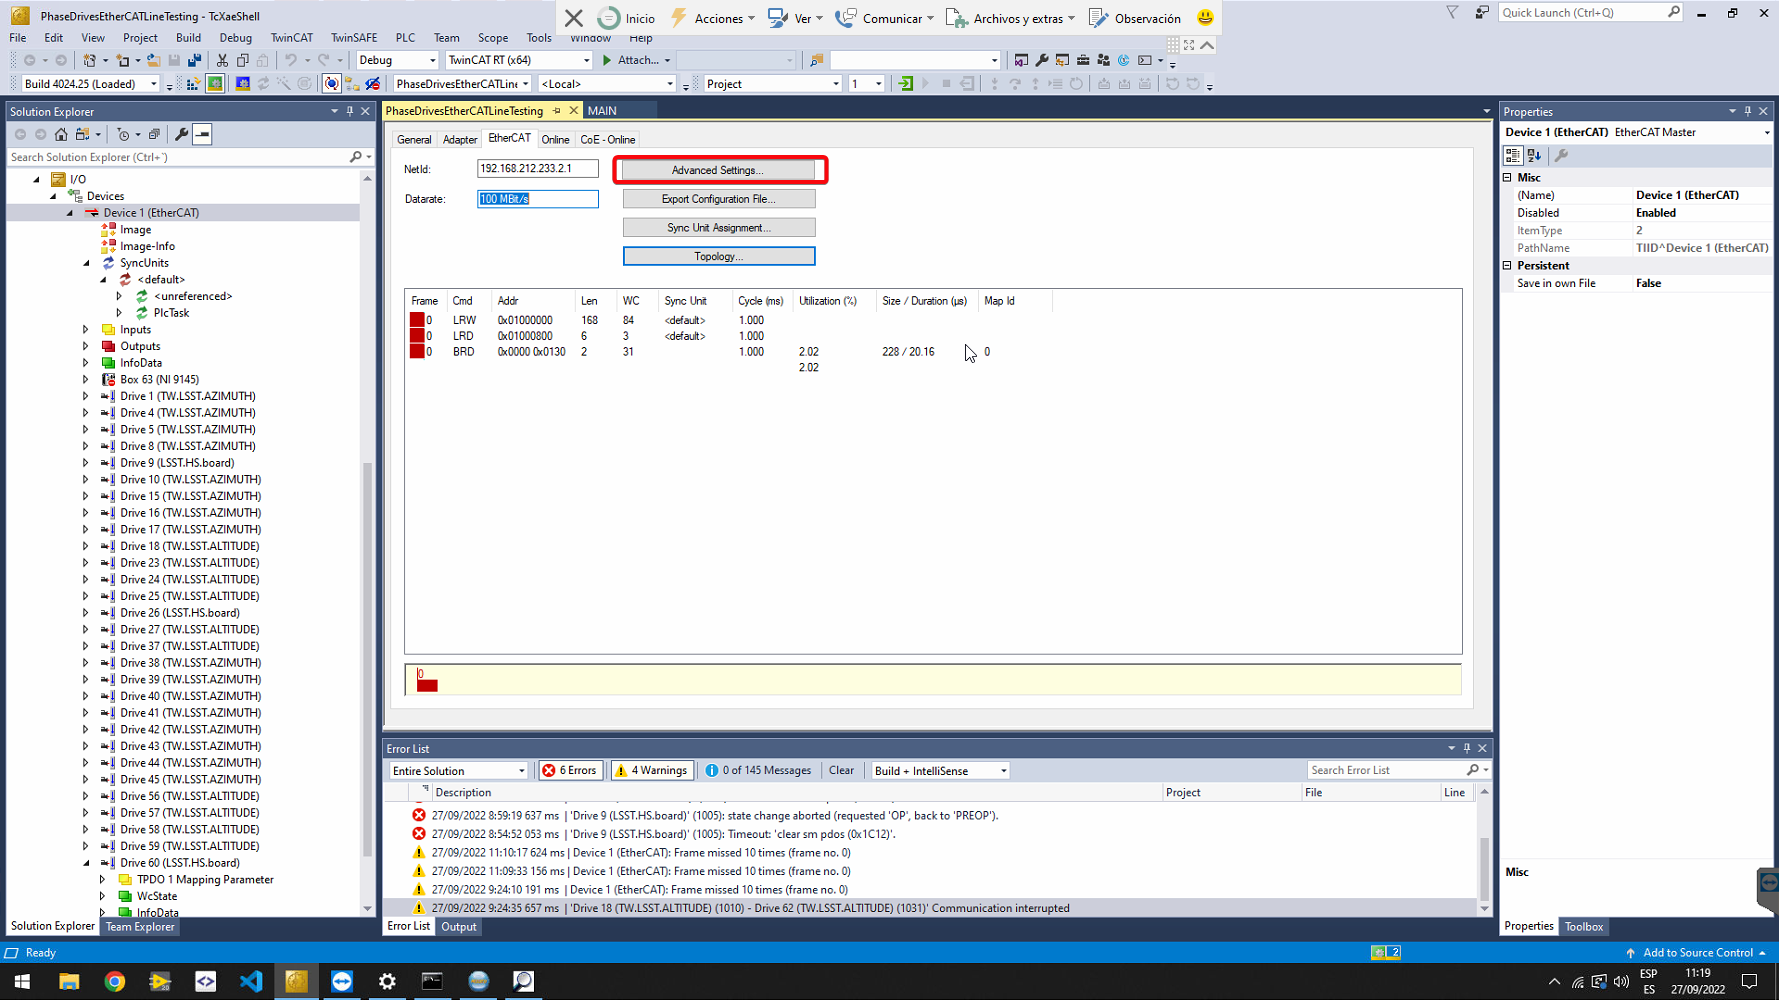 PhaseDrivesEtherCATLineTesting - TcXaeShell
Inicio
Acciones
Ver
Comunicar
Archivos y extras
Observación
Quick Launch (Ctrl+Q)
File Edit View Project Build Debug TwinCAT TwinSAFE PLC Team Scope Tools Window Help
Debug
TwinCAT RT (x64)
Attach...
Build 4024.25 (Loaded)
PhaseDrivesEtherCATLine
<Local>
Project
1
Solution Explorer
Search Solution Explorer (Ctrl+`)
I/O
Devices
Device 1 (EtherCAT)
Image
Image-Info
SyncUnits
<default>
<unreferenced>
PlcTask
Inputs
Outputs
InfoData
Box 63 (NI 9145)
Drive 1 (TW.LSST.AZIMUTH)
Drive 4 (TW.LSST.AZIMUTH)
Drive 5 (TW.LSST.AZIMUTH)
Drive 8 (TW.LSST.AZIMUTH)
Drive 9 (LSST.HS.board)
Drive 10 (TW.LSST.AZIMUTH)
Drive 15 (TW.LSST.AZIMUTH)
Drive 16 (TW.LSST.AZIMUTH)
Drive 17 (TW.LSST.AZIMUTH)
Drive 18 (TW.LSST.ALTITUDE)
Drive 23 (TW.LSST.ALTITUDE)
Drive 24 (TW.LSST.ALTITUDE)
Drive 25 (TW.LSST.ALTITUDE)
Drive 26 (LSST.HS.board)
Drive 27 (TW.LSST.ALTITUDE)
Drive 37 (TW.LSST.ALTITUDE)
Drive 38 (TW.LSST.AZIMUTH)
Drive 39 (TW.LSST.AZIMUTH)
Drive 40 (TW.LSST.AZIMUTH)
Drive 41 (TW.LSST.AZIMUTH)
Drive 42 (TW.LSST.AZIMUTH)
Drive 43 (TW.LSST.AZIMUTH)
Drive 44 (TW.LSST.AZIMUTH)
Drive 45 (TW.LSST.AZIMUTH)
Drive 56 (TW.LSST.ALTITUDE)
Drive 57 (TW.LSST.ALTITUDE)
Drive 58 (TW.LSST.ALTITUDE)
Drive 59 (TW.LSST.ALTITUDE)
Drive 60 (LSST.HS.board)
TPDO 1 Mapping Parameter
WcState
InfoData
Solution Explorer Team Explorer
PhaseDrivesEtherCATLineTesting MAIN
General Adapter EtherCAT Online CoE - Online
NetId: 192.168.212.233.2.1 Advanced Settings...
Datarate: 100 MBit/s Export Configuration File...
Sync Unit Assignment...
Topology...
Frame Cmd Addr Len WC Sync Unit Cycle (ms) Utilization (%) Size / Duration (µs) Map Id
0 LRW 0x01000000 168 84 <default> 1.000
0 LRD 0x01000800 6 3 <default> 1.000
0 BRD 0x0000 0x0130 2 31 1.000 2.02 228 / 20.16 0
2.02
0
Error List
Entire Solution 6 Errors 4 Warnings 0 of 145 Messages Clear Build + IntelliSense Search Error List
Description Project File Line
27/09/2022 8:59:19 637 ms | 'Drive 9 (LSST.HS.board)' (1005): state change aborted (requested 'OP', back to 'PREOP').
27/09/2022 8:54:52 053 ms | 'Drive 9 (LSST.HS.board)' (1005): Timeout: 'clear sm pdos (0x1C12)'.
27/09/2022 11:10:17 624 ms | Device 1 (EtherCAT): Frame missed 10 times (frame no. 0)
27/09/2022 11:09:33 156 ms | Device 1 (EtherCAT): Frame missed 10 times (frame no. 0)
27/09/2022 9:24:10 191 ms | Device 1 (EtherCAT): Frame missed 10 times (frame no. 0)
27/09/2022 9:24:35 657 ms | 'Drive 18 (TW.LSST.ALTITUDE) (1010) - Drive 62 (TW.LSST.ALTITUDE) (1031)' Communication interrupted
Error List Output
Properties
Device 1 (EtherCAT) EtherCAT Master
Misc
(Name) Device 1 (EtherCAT)
Disabled Enabled
ItemType 2
PathName TIID^Device 1 (EtherCAT)
Persistent
Save in own File False
Misc
Properties Toolbox
Ready
2
Add to Source Control
ESP
ES
11:19
27/09/2022